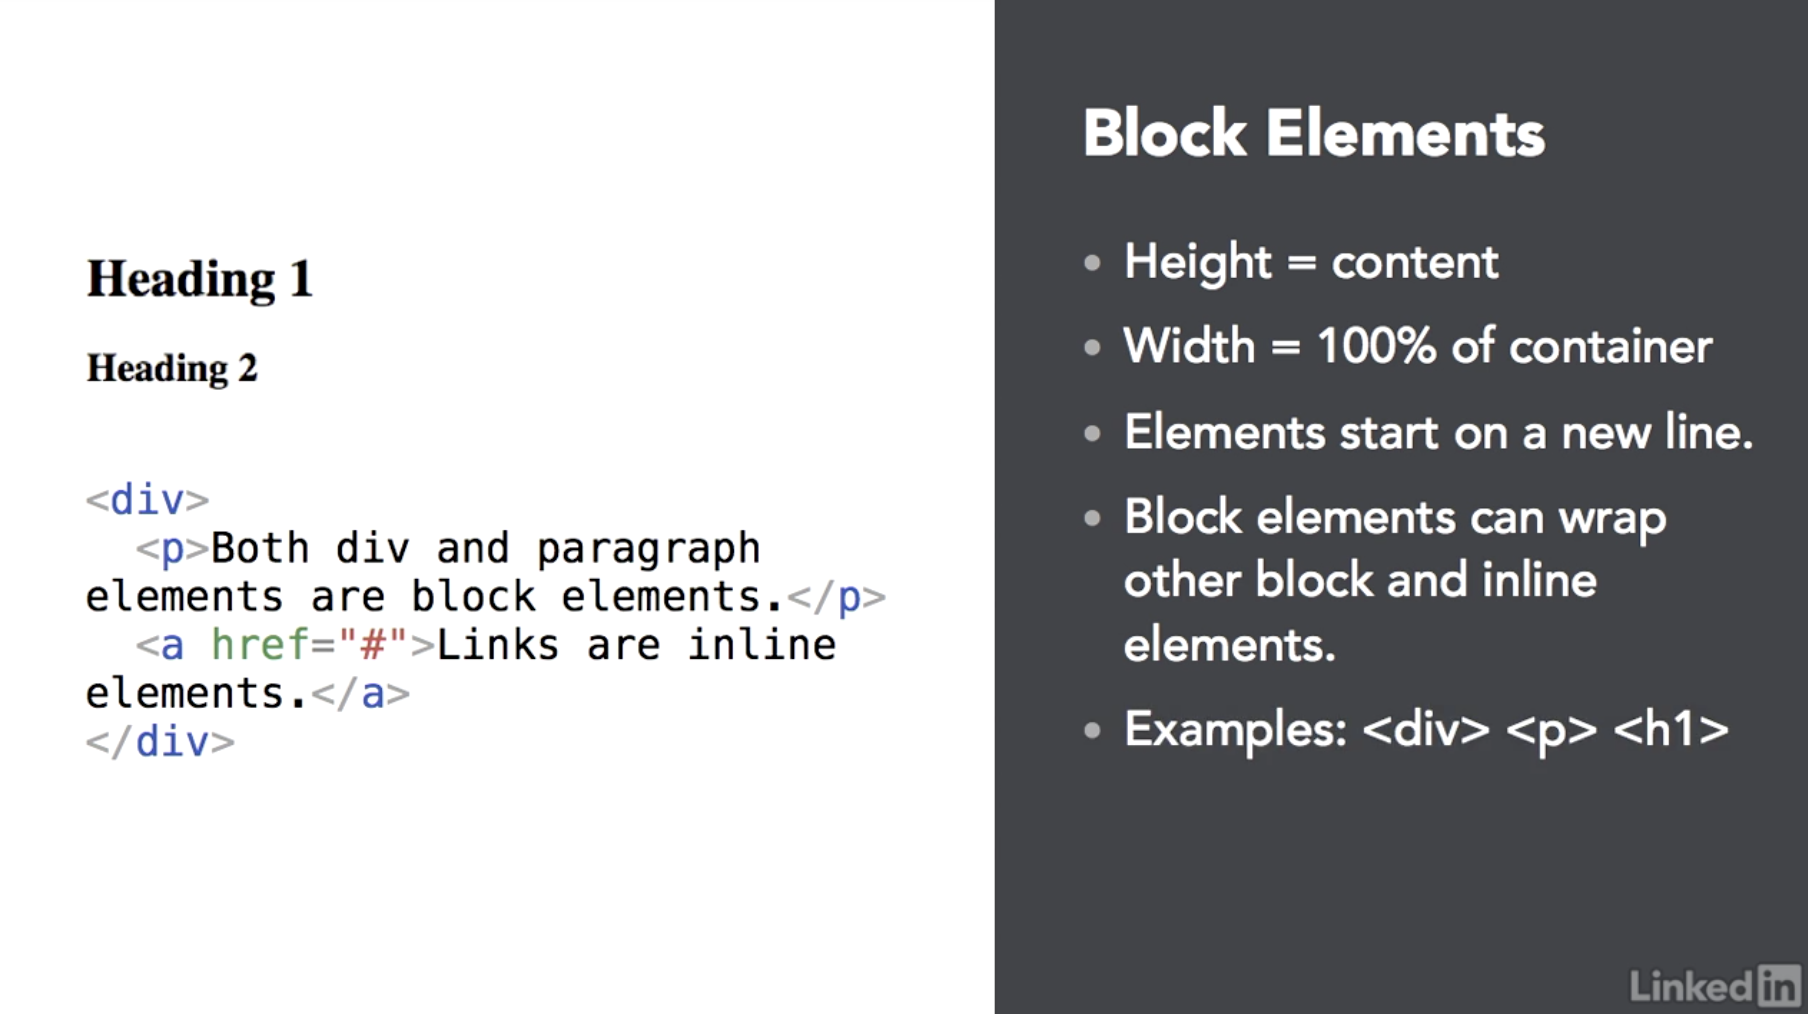 Heading 1
Heading 2
<div>
<p>Both div and paragraph
elements are block elements.</p>
<a href="#">Links are inline
elements.</a>
</div>
Block Elements
• Height = content
• Width = 100% of container
• Elements start on a new line.
• Block elements can wrap
other block and inline
elements.
• Examples: <div> <p> <h1>
Linked in